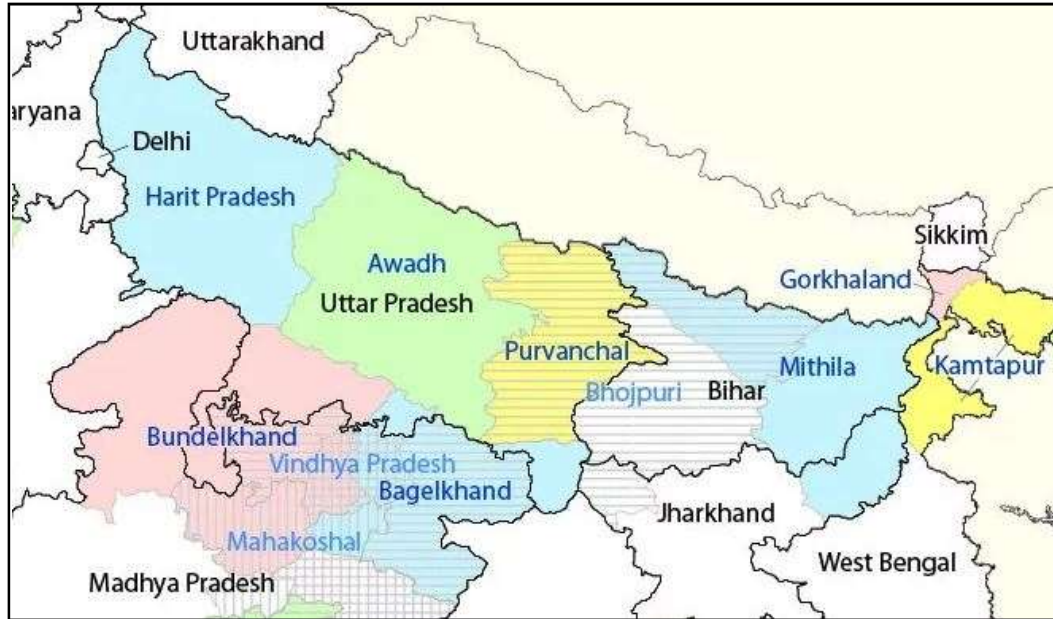 Uttarakhand
aryana
Delhi
Harit Pradesh
Sikkim
Awadh
Gorkhaland
Uttar Pradesh
Purvanchal
Mithila
Kamtapur
Bhojpuri
Bihar
Bundelkhand
Vindhya Pradesh
Bagelkhand
Jharkhand
Mahakoshal
West Bengal
Madhya Pradesh